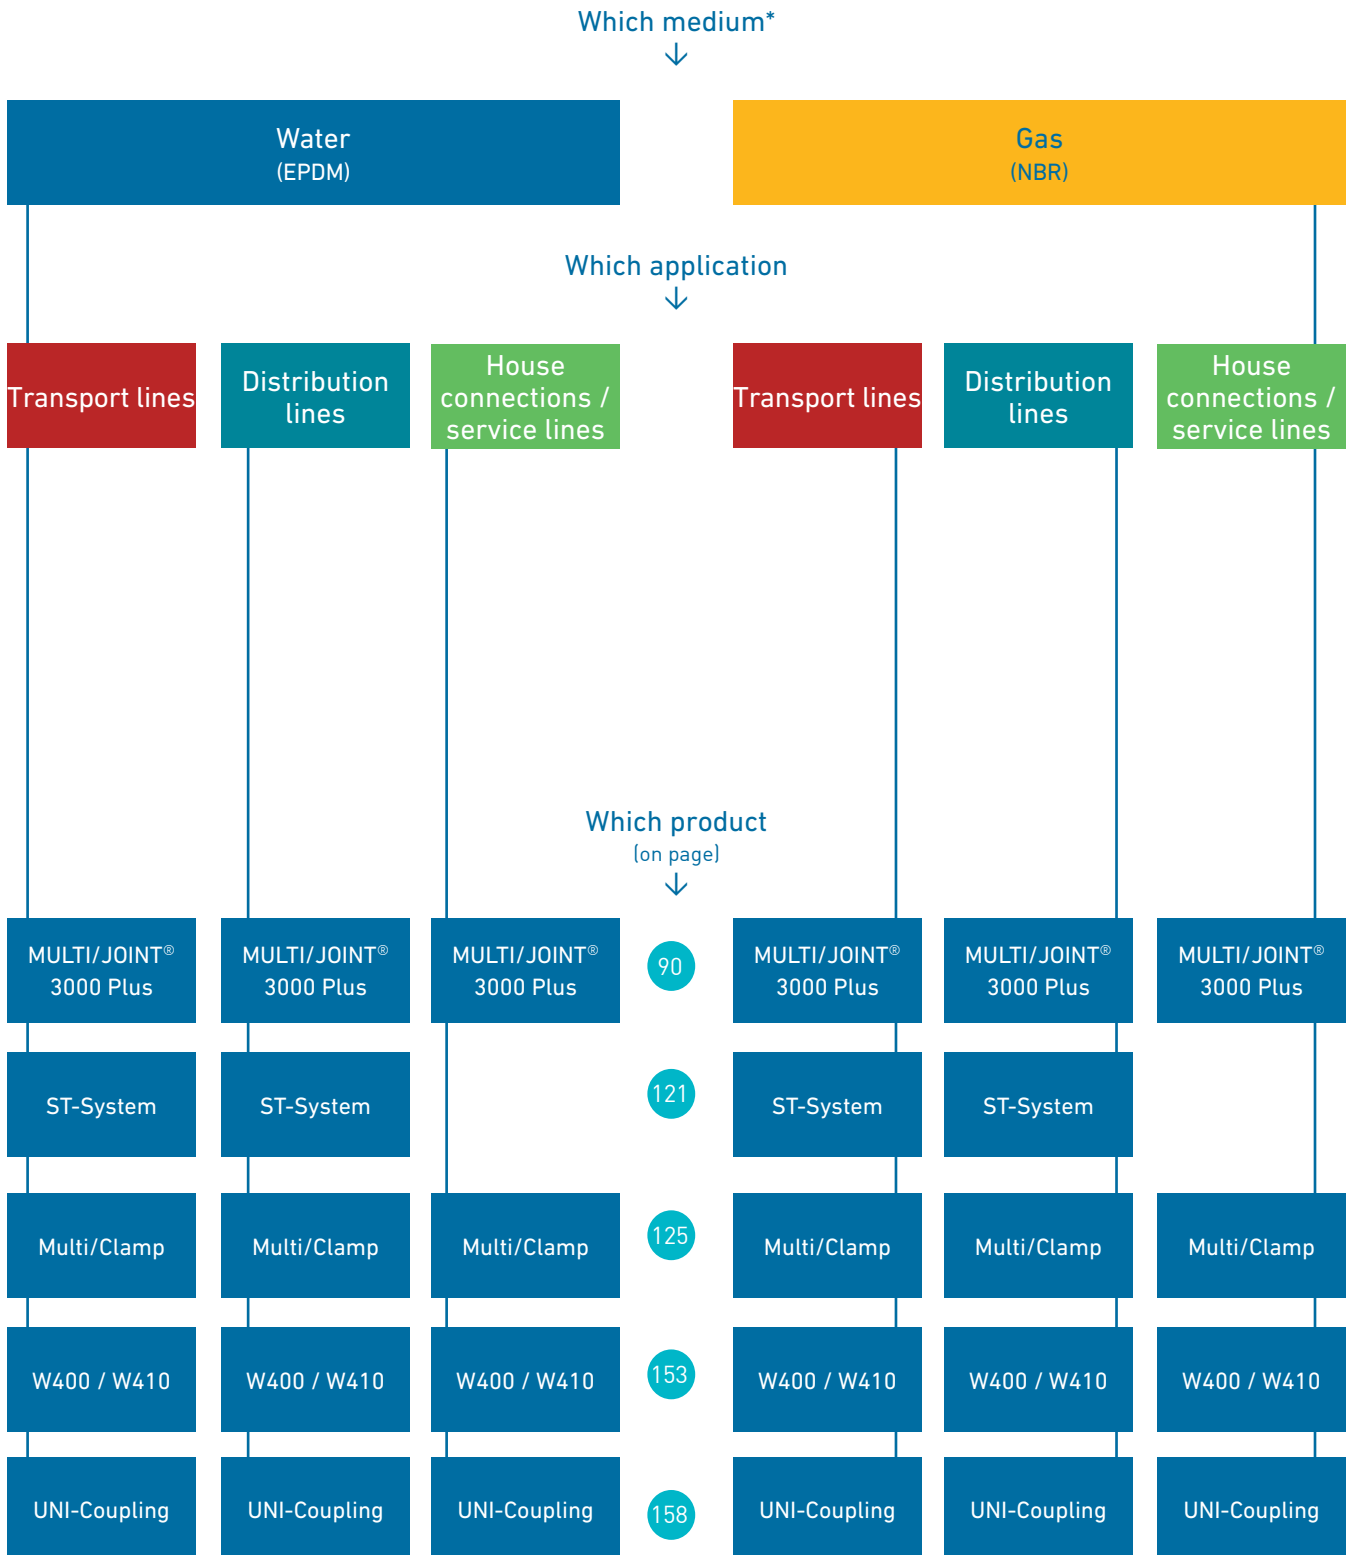 Which medium*
↓
Water
(EPDM)
Gas
(NBR)
Which application
↓
Transport lines
Distribution
lines
House
connections /
service lines
Transport lines
Distribution
lines
House
connections /
service lines
Which product
(on page)
↓
MULTI/JOINT®
3000 Plus
MULTI/JOINT®
3000 Plus
MULTI/JOINT®
3000 Plus
90
MULTI/JOINT®
3000 Plus
MULTI/JOINT®
3000 Plus
MULTI/JOINT®
3000 Plus
ST-System
ST-System
121
ST-System
ST-System
Multi/Clamp
Multi/Clamp
Multi/Clamp
125
Multi/Clamp
Multi/Clamp
Multi/Clamp
W400 / W410
W400 / W410
W400 / W410
153
W400 / W410
W400 / W410
W400 / W410
UNI-Coupling
UNI-Coupling
UNI-Coupling
158
UNI-Coupling
UNI-Coupling
UNI-Coupling